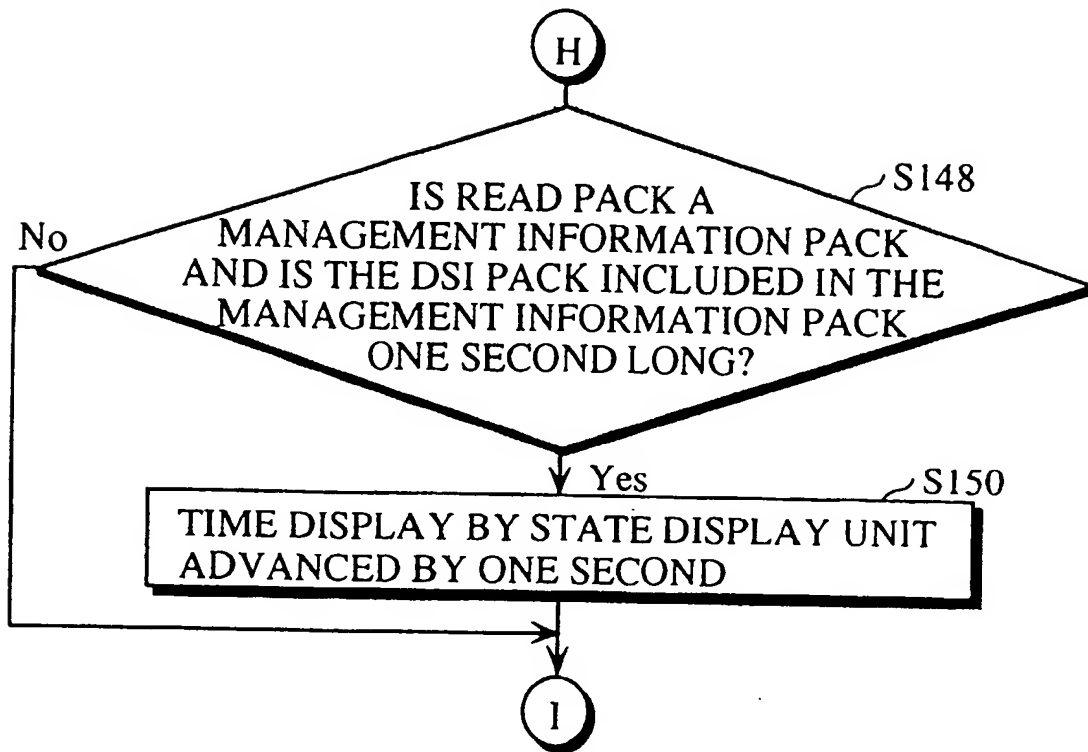 H
S148
IS READ PACK A
MANAGEMENT INFORMATION PACK
AND IS THE DSI PACK INCLUDED IN THE
MANAGEMENT INFORMATION PACK
ONE SECOND LONG?
No
Yes
S150
TIME DISPLAY BY STATE DISPLAY UNIT
ADVANCED BY ONE SECOND
I